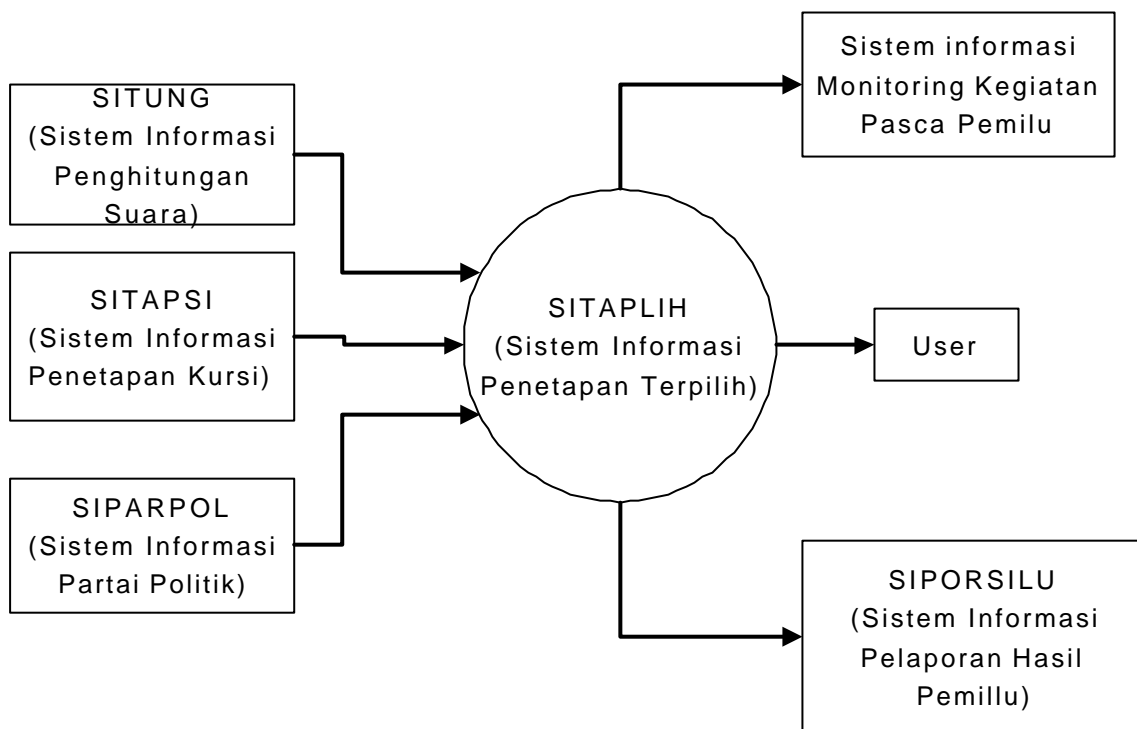 SITUNG
(Sistem Informasi
Penghitungan
Suara)
SITAPSI
(Sistem Informasi
Penetapan Kursi)
SIPARPOL
(Sistem Informasi
Partai Politik)
SITAPLIH
(Sistem Informasi
Penetapan Terpilih)
Sistem informasi
Monitoring Kegiatan
Pasca Pemilu
User
SIPORSILU
(Sistem Informasi
Pelaporan Hasil
Pemillu)